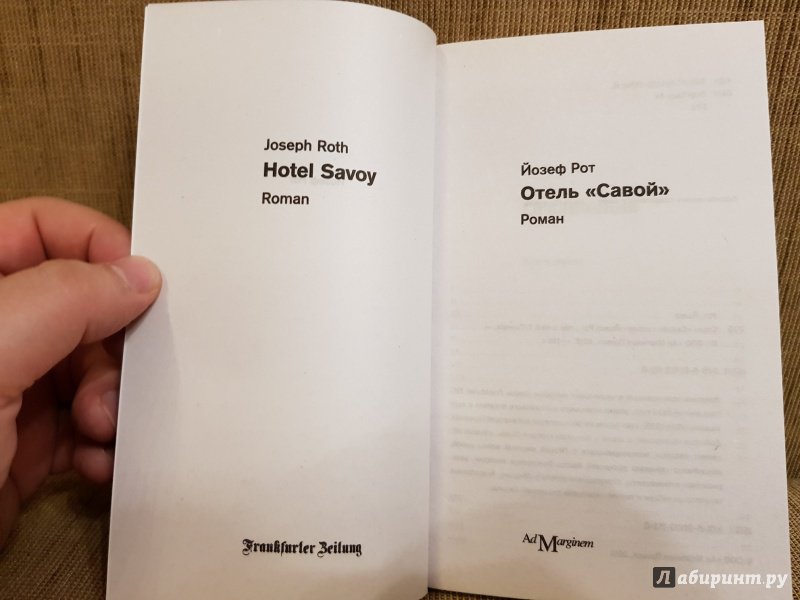 Joseph Roth
Hotel Savoy
Roman
Frankfurter Zeitung
Йозеф Рот
Отель «Савой»
Роман
Ad Marginem
Лабиринт.ру